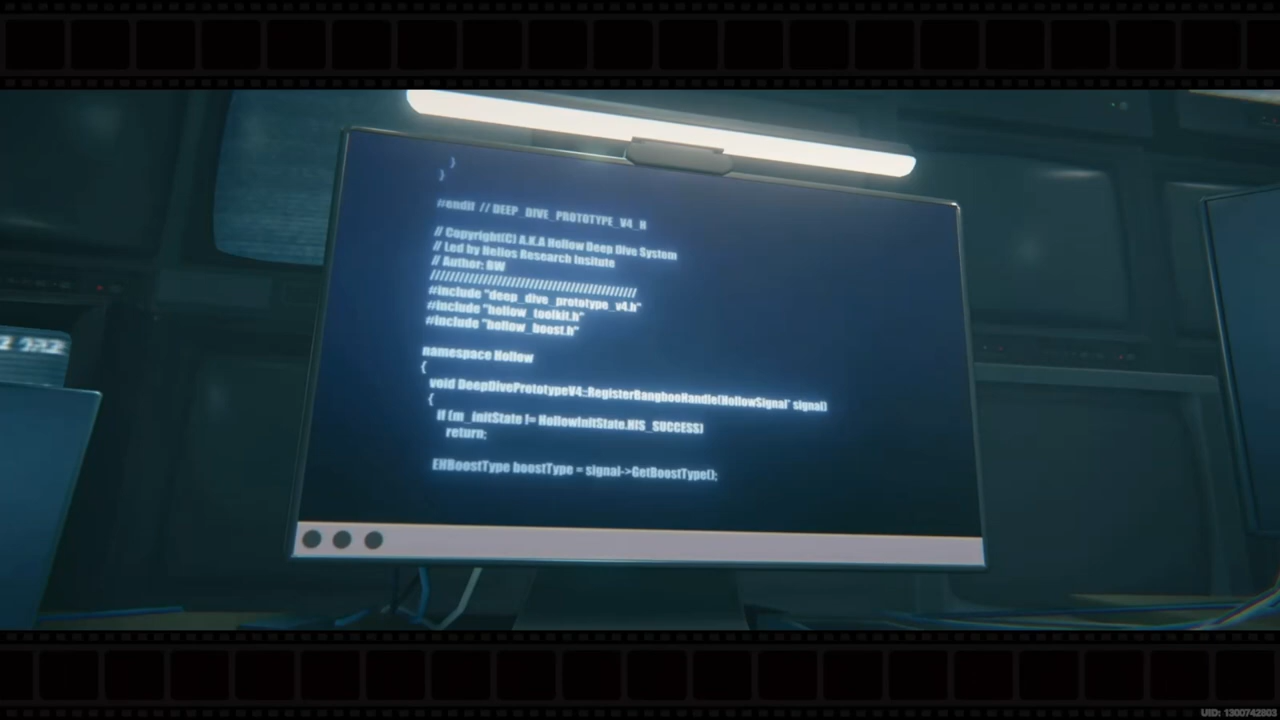 }
}
#endif // DEEP_DIVE_PROTOTYPE_V4_H
// Copyright(C) A.K.A Hollow Deep Dive System
// Led by Helios Research Insitute
// Author: BW
//////////////////////////////////////////////
#include "deep_dive_prototype_v4.h"
#include "hollow_toolkit.h"
#include "hollow_boost.h"
namespace Hollow
{
void DeepDivePrototypeV4::RegisterBangbooHandle(HollowSignal* signal)
{
if (m_initState != HollowInitState.HIS_SUCCESS)
return;
EHBoostType boostType = signal->GetBoostType();
UID: 1300742803